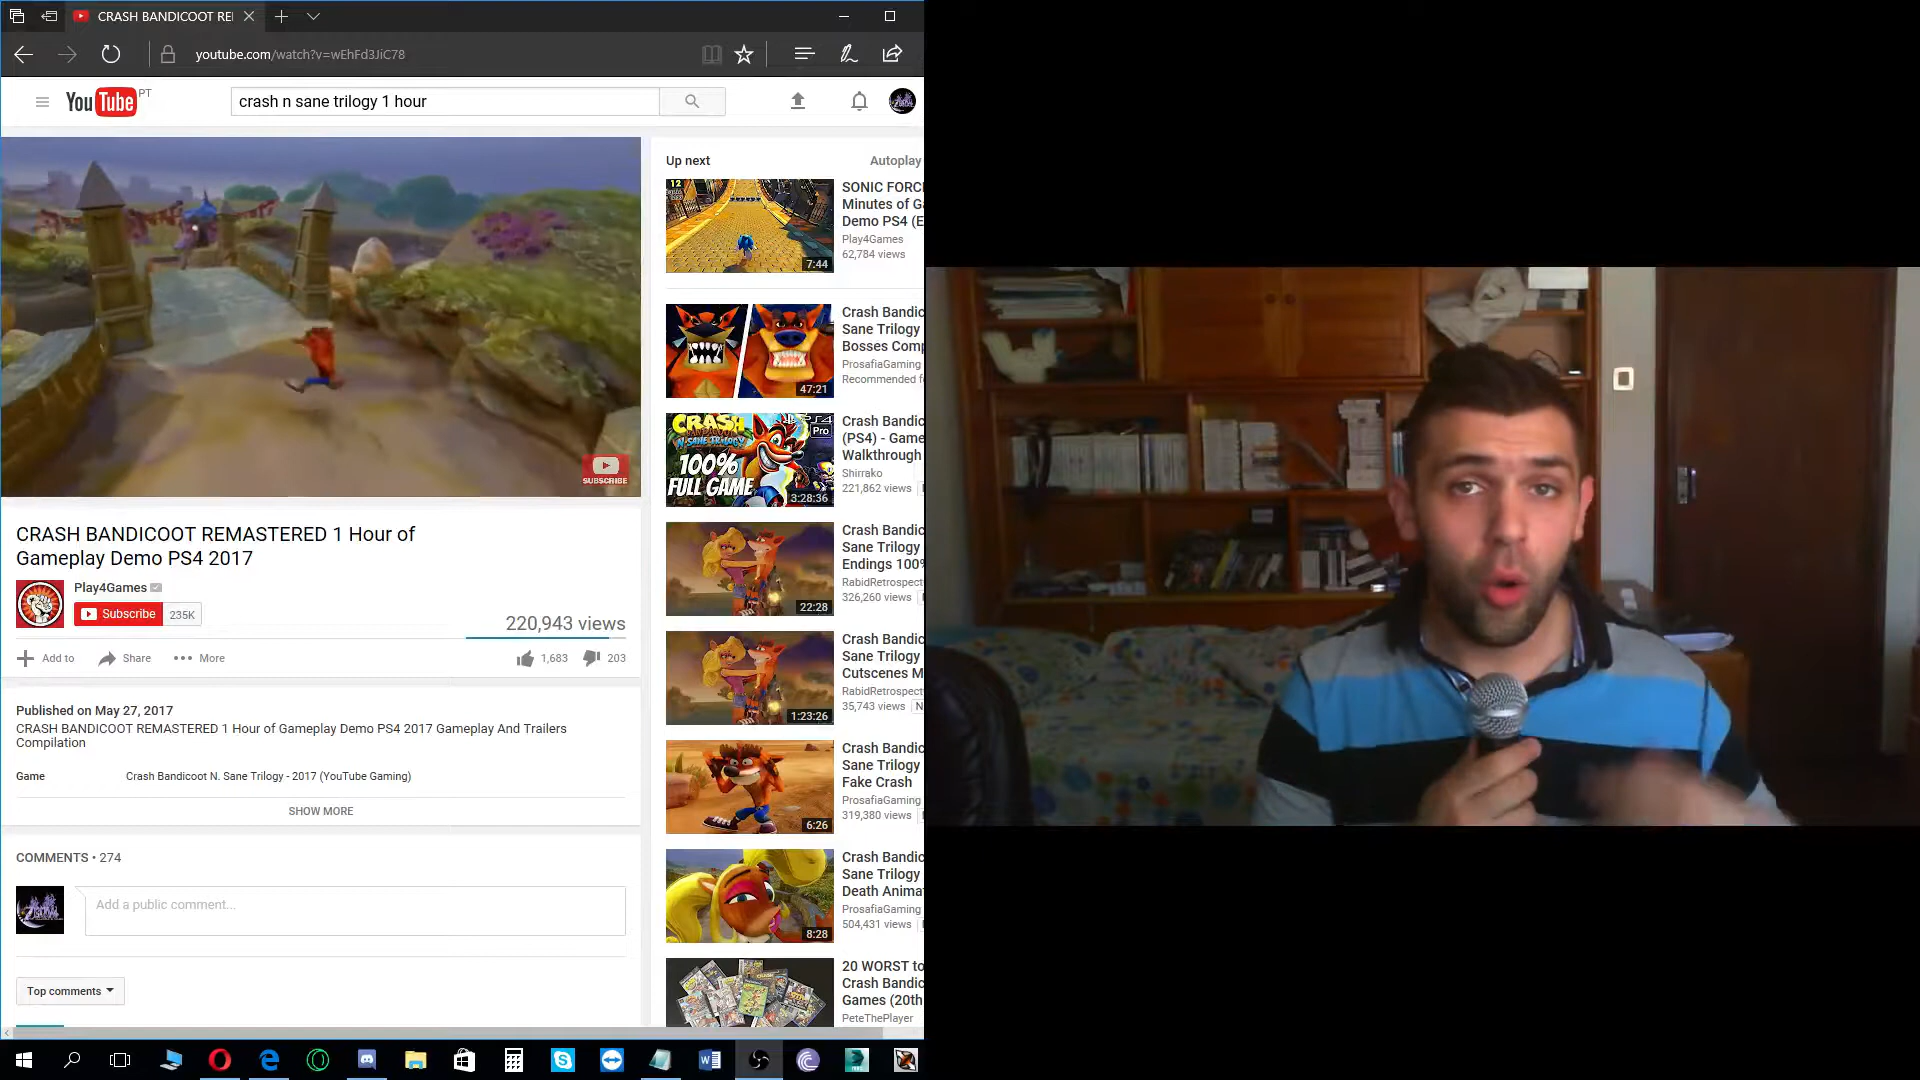 CRASH BANDICOOT REI
youtube.com/watch?v=wEhFd3JiC78
YouTube PT
crash n sane trilogy 1 hour
SUBSCRIBE
CRASH BANDICOOT REMASTERED 1 Hour of
Gameplay Demo PS4 2017
Play4Games
Subscribe 235K
220,943 views
Add to Share More 1,683 203
Published on May 27, 2017
CRASH BANDICOOT REMASTERED 1 Hour of Gameplay Demo PS4 2017 Gameplay And Trailers
Compilation
Game Crash Bandicoot N. Sane Trilogy - 2017 (YouTube Gaming)
SHOW MORE
COMMENTS • 274
Add a public comment...
Top comments
Up next Autoplay
12
7:44
SONIC FORC
Minutes of G
Demo PS4 (E
Play4Games
62,784 views
47:21
Crash Bandic
Sane Trilogy
Bosses Comp
ProsafiaGaming
Recommended f
CRASH
BANDICOOT
N.SANE TRILOGY
PS4
Pro
100%
FULL GAME
3:28:36
Crash Bandic
(PS4) - Game
Walkthrough
Shirrako
221,862 views
22:28
Crash Bandic
Sane Trilogy
Endings 100%
RabidRetrospect
326,260 views
1:23:26
Crash Bandic
Sane Trilogy
Cutscenes M
RabidRetrospect
35,743 views N
6:26
Crash Bandic
Sane Trilogy
Fake Crash
ProsafiaGaming
319,380 views
8:28
Crash Bandic
Sane Trilogy
Death Anima
ProsafiaGaming
504,431 views
20 WORST to
Crash Bandic
Games (20th
PeteThePlayer